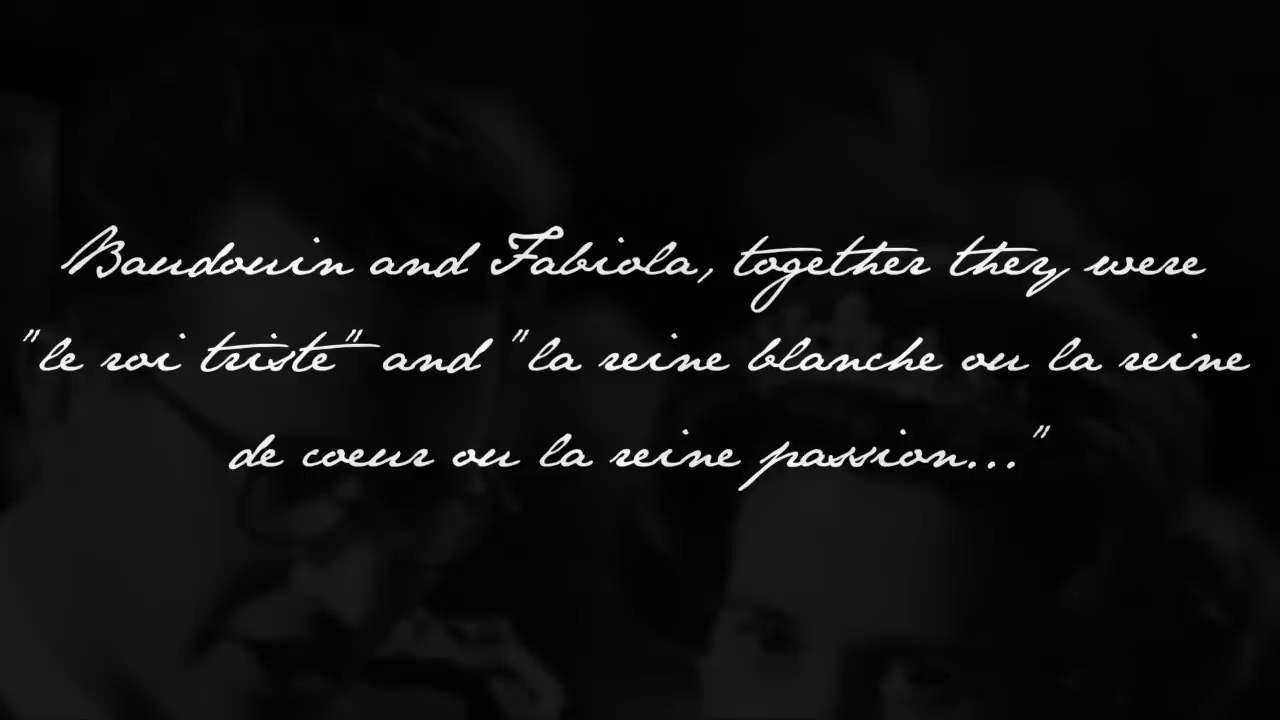 Baudouin and Fabiola, together they were
"le roi triste" and "la reine blanche ou la reine
de coeur ou la reine passion..."